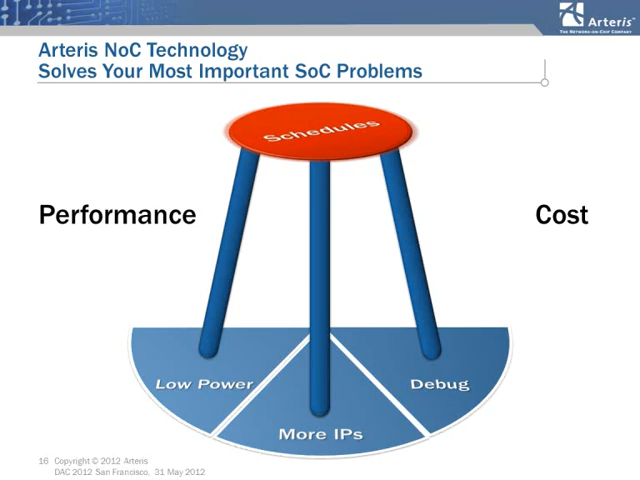 Arteris™
THE NETWORK-ON-CHIP COMPANY
Arteris NoC Technology
Solves Your Most Important SoC Problems
Schedules
Performance
Cost
Low Power
More IPs
Debug
16 Copyright © 2012 Arteris
DAC 2012 San Francisco, 31 May 2012